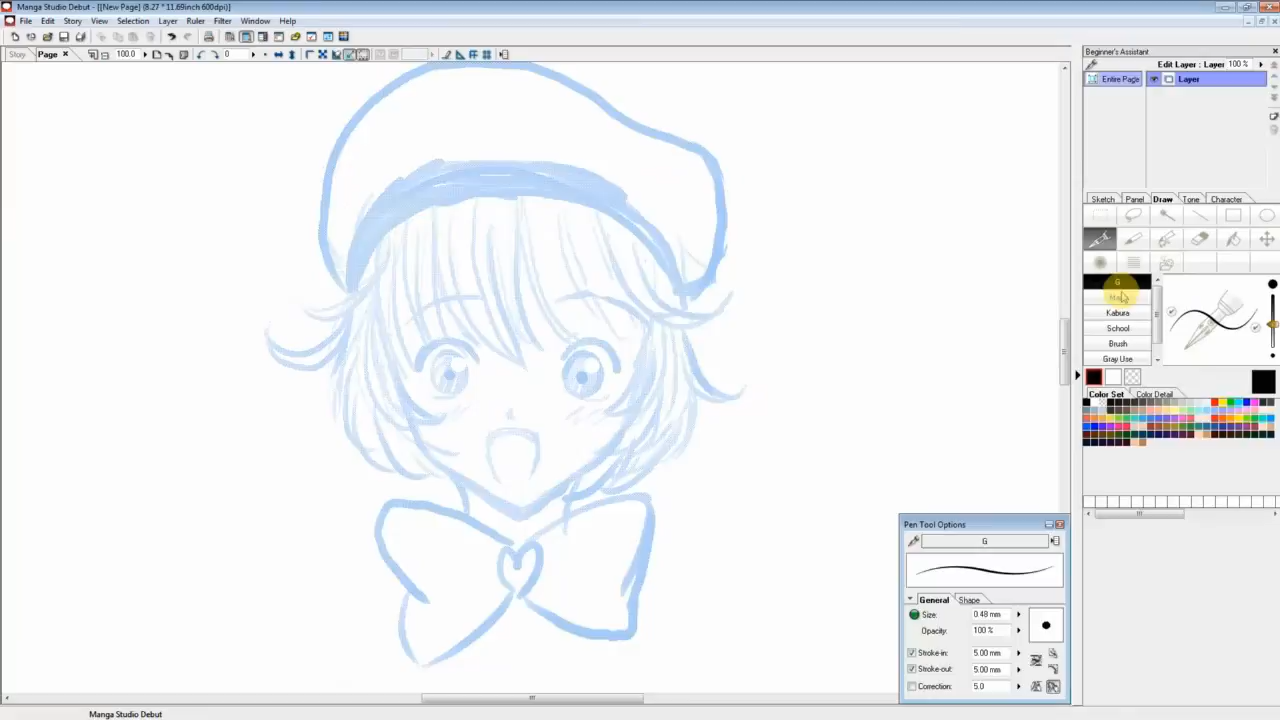 Manga Studio Debut - [[New Page] (8.27 * 11.69inch 600dpi)]
File Edit Story View Selection Layer Ruler Filter Window Help
Story Page 100.0 0
Beginner's Assistant
Edit Layer : Layer 100 %
Entire Page Layer
Sketch Panel Draw Tone Character
G
Kabura
School
Brush
Gray Use
Color Set Color Detail
Pen Tool Options
G
General Shape
Size: 0.48 mm
Opacity: 100 %
Stroke-in: 5.00 mm
Stroke-out: 5.00 mm
Correction: 5.0
Manga Studio Debut